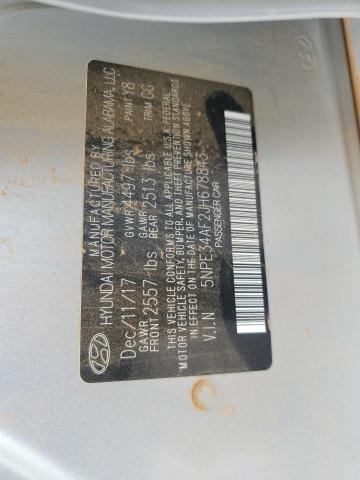 MANUFACTURED BY
HYUNDAI MOTOR MANUFACTURING ALABAMA, LLC
Dec/11/17 GVWR 4497 lbs PAINT Y8
GAWR FRONT 2557 lbs GAWR REAR 2513 lbs TRIM GG
THIS VEHICLE CONFORMS TO ALL APPLICABLE U.S.A FEDERAL
MOTOR VEHICLE SAFETY, BUMPER, AND THEFT PREVENTION STANDARDS
IN EFFECT ON THE DATE OF MANUFACTURE SHOWN ABOVE
V.I.N 5NPE34AF2JH678843
PASSENGER CAR